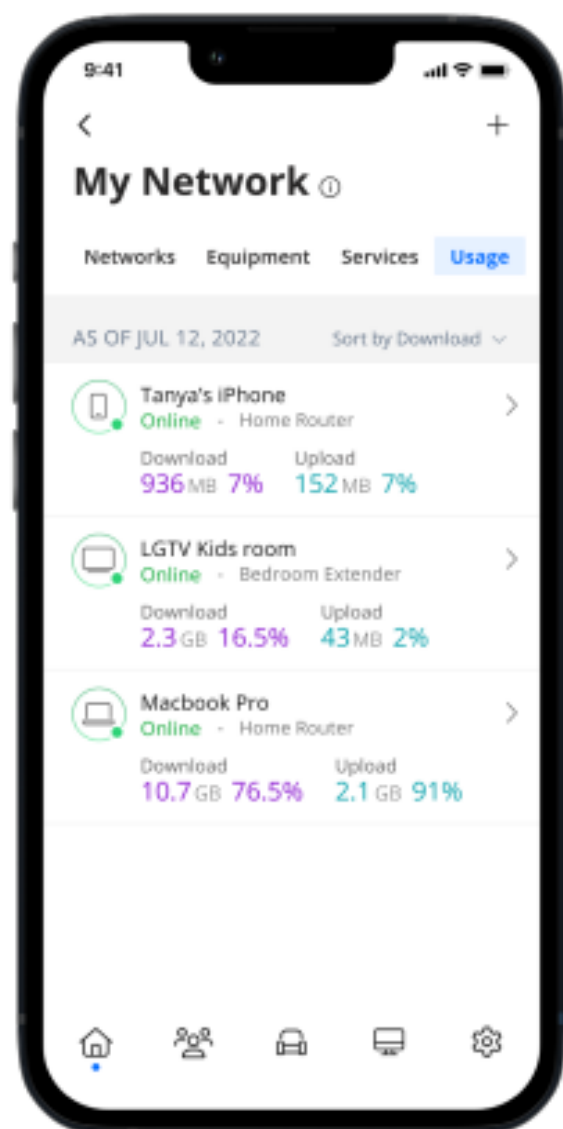 9:41
My Network
Networks Equipment Services Usage
AS OF JUL 12, 2022 Sort by Download
Tanya's iPhone
Online - Home Router
Download Upload
936 MB 7% 152 MB 7%
LGTV Kids room
Online - Bedroom Extender
Download Upload
2.3 GB 16.5% 43 MB 2%
Macbook Pro
Online - Home Router
Download Upload
10.7 GB 76.5% 2.1 GB 91%